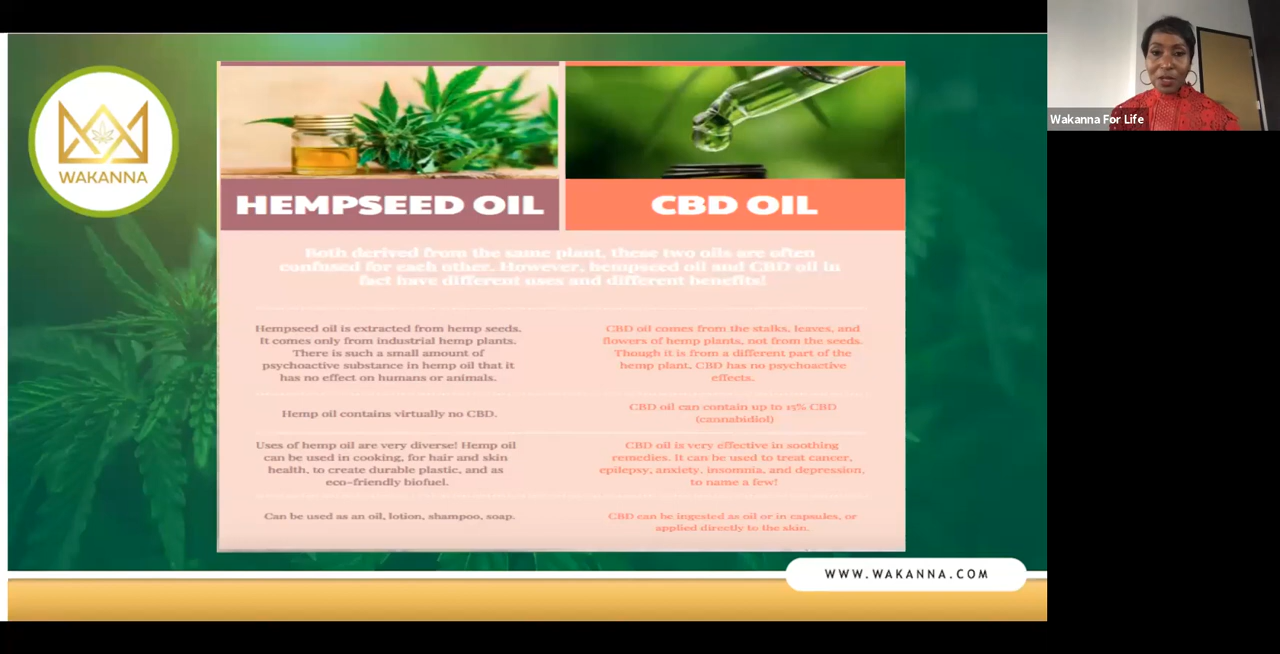 WAKANNA
Wakanna For Life
HEMPSEED OIL
CBD OIL
Both derived from the same plant, these two oils are often
confused for each other. However, hempseed oil and CBD oil in
fact have different uses and different benefits!
Hempseed oil is extracted from hemp seeds.
It comes only from industrial hemp plants.
There is such a small amount of
psychoactive substance in hemp oil that it
has no effect on humans or animals.
CBD oil comes from the stalks, leaves, and
flowers of hemp plants, not from the seeds.
Though it is from a different part of the
hemp plant, CBD has no psychoactive
effects.
Hemp oil contains virtually no CBD.
CBD oil can contain up to 15% CBD
(cannabidiol)
Uses of hemp oil are very diverse! Hemp oil
can be used in cooking, for hair and skin
health, to create durable plastic, and as
eco-friendly biofuel.
CBD oil is very effective in soothing
remedies. It can be used to treat cancer,
epilepsy, anxiety, insomnia, and depression,
to name a few!
Can be used as an oil, lotion, shampoo, soap.
CBD can be ingested as oil or in capsules, or
applied directly to the skin.
WWW.WAKANNA.COM